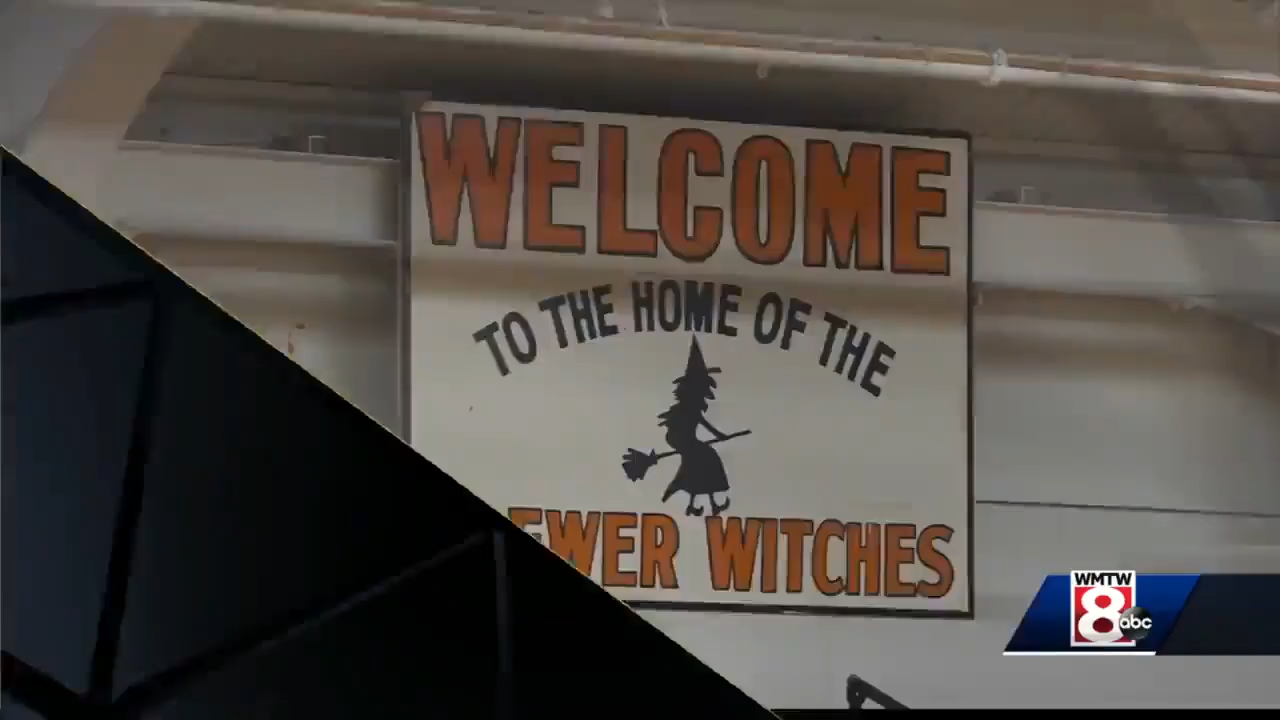 WELCOME
TO THE HOME OF THE
WITCHES
WMTW
8
abc